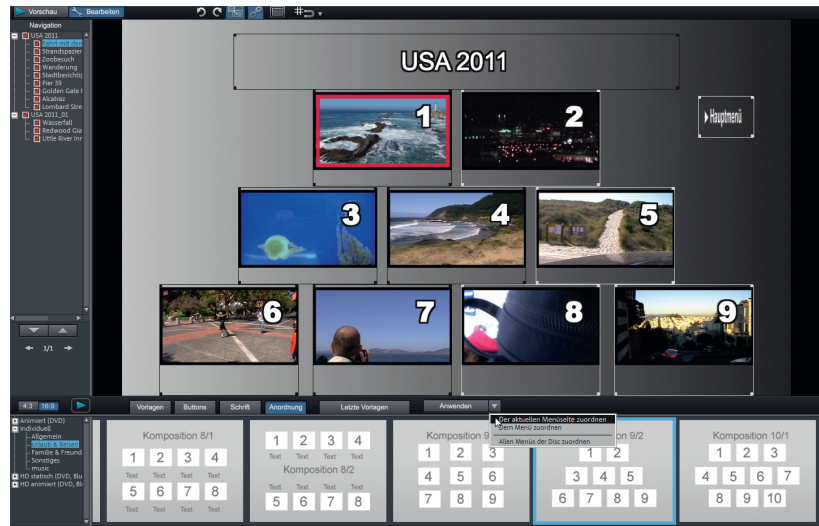 Vorschau
Bearbeiten
Navigation
USA 2011
Fahrt mit dem
Strandspazier
Zoobesuch
Wanderung
Stadtbesichtig
Pier 39
Golden Gate
Alcatraz
Lombard Stre
USA 2011_01
Wasserfall
Redwood Gia
Little River Inn
1/1
USA 2011
1
2
Hauptmenü
3
4
5
6
7
8
9
4:3 16:9
Vorlagen
Buttons
Schrift
Anordnung
Letzte Vorlagen
Anwenden
Der aktuellen Menüseite zuordnen
Dem Menü zuordnen
Allen Menüs der Disc zuordnen
Animiert (DVD)
Individuell
Allgemein
Urlaub & Reisen
Familie & Freund
Sonstiges
music
HD statisch (DVD, Blu
HD animiert (DVD, Bl
Komposition 8/1
1 2 3 4
Text Text Text Text
5 6 7 8
Text Text Text Text
1 2 3 4
Text Text Text Text
Komposition 8/2
5 6 7 8
Text Text Text Text
Komposition 9
1 2 3
4 5 6
7 8 9
on 9/2
1 2
3 4 5
6 7 8 9
Komposition 10/1
1 2 3
4 5 6 7
8 9 10